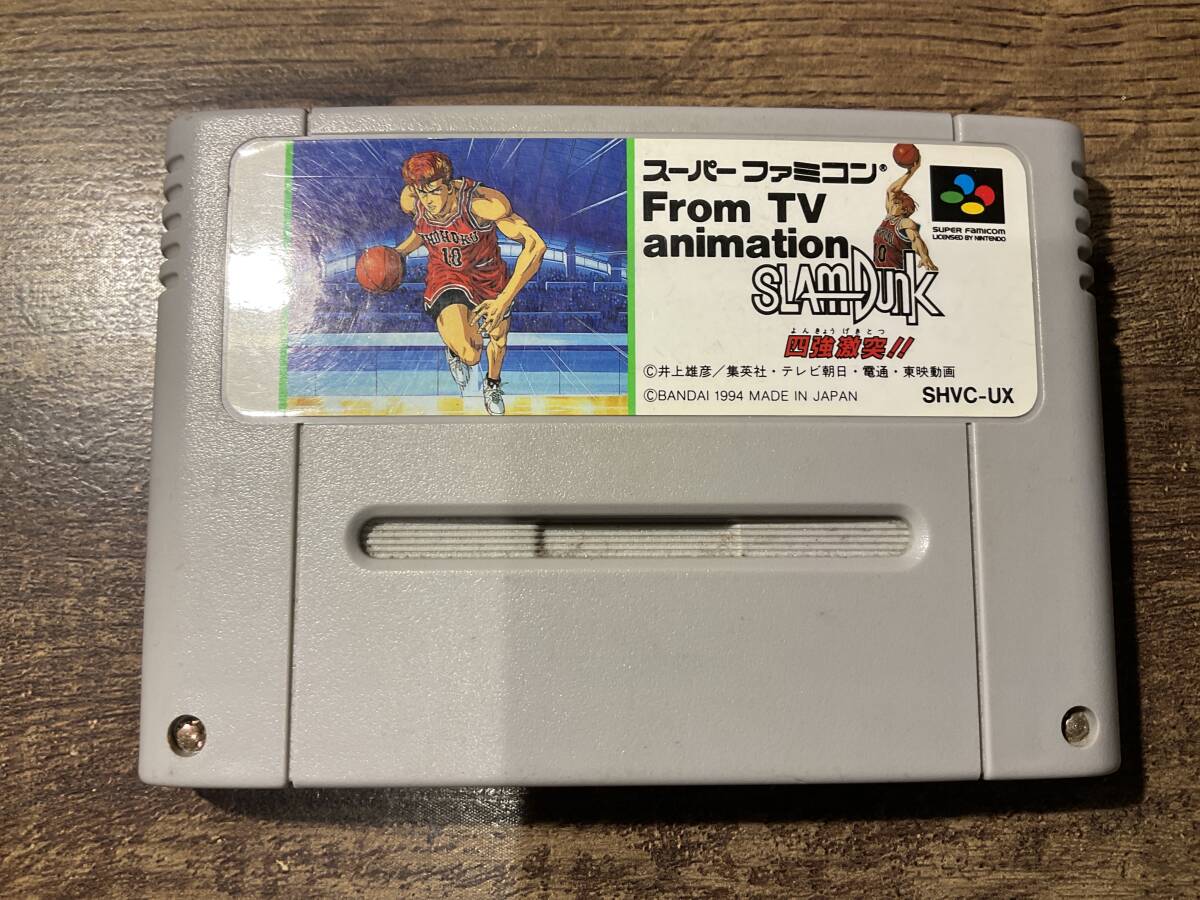 スーパーファミコン®
From TV
animation
SLAM DUNK
よんきょうげきとつ
四強激突!!
©井上雄彦/集英社・テレビ朝日・電通・東映動画
©BANDAI 1994 MADE IN JAPAN
SHVC-UX
SUPER FAMICOM
LICENSED BY NINTENDO
SHOHOKU
10